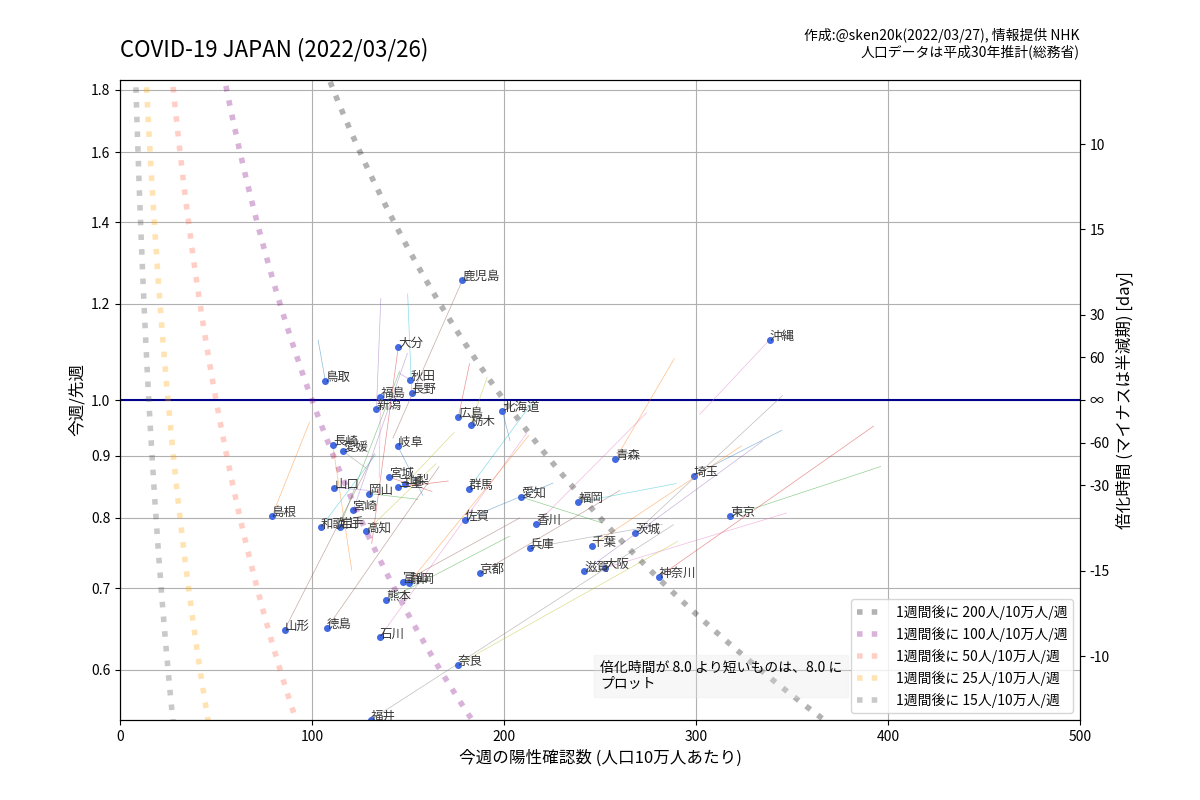 COVID-19 JAPAN (2022/03/26)
作成:@sken20k(2022/03/27), 情報提供 NHK
人口データは平成30年推計(総務省)
1.8
1.6
1.4
1.2
1.0
0.9
0.8
0.7
0.6
今週/先週
10
15
30
60
∞
-60
-30
-15
-10
倍化時間 (マイナスは半減期) [day]
鹿児島
沖縄
大分
鳥取
秋田
長野
福島
新潟
北海道
広島
栃木
長崎
愛媛
岐阜
青森
宮城
埼玉
山口
岡山
群馬
愛知
福岡
宮崎
島根
佐賀
東京
和歌山
岩手
高知
香川
茨城
兵庫
千葉
京都
滋賀
大阪
神奈川
富山
静岡
熊本
山形
徳島
石川
奈良
福井
倍化時間が 8.0 より短いものは、8.0 に
プロット
1週間後に 200人/10万人/週
1週間後に 100人/10万人/週
1週間後に 50人/10万人/週
1週間後に 25人/10万人/週
1週間後に 15人/10万人/週
0
100
200
300
400
500
今週の陽性確認数 (人口10万人あたり)